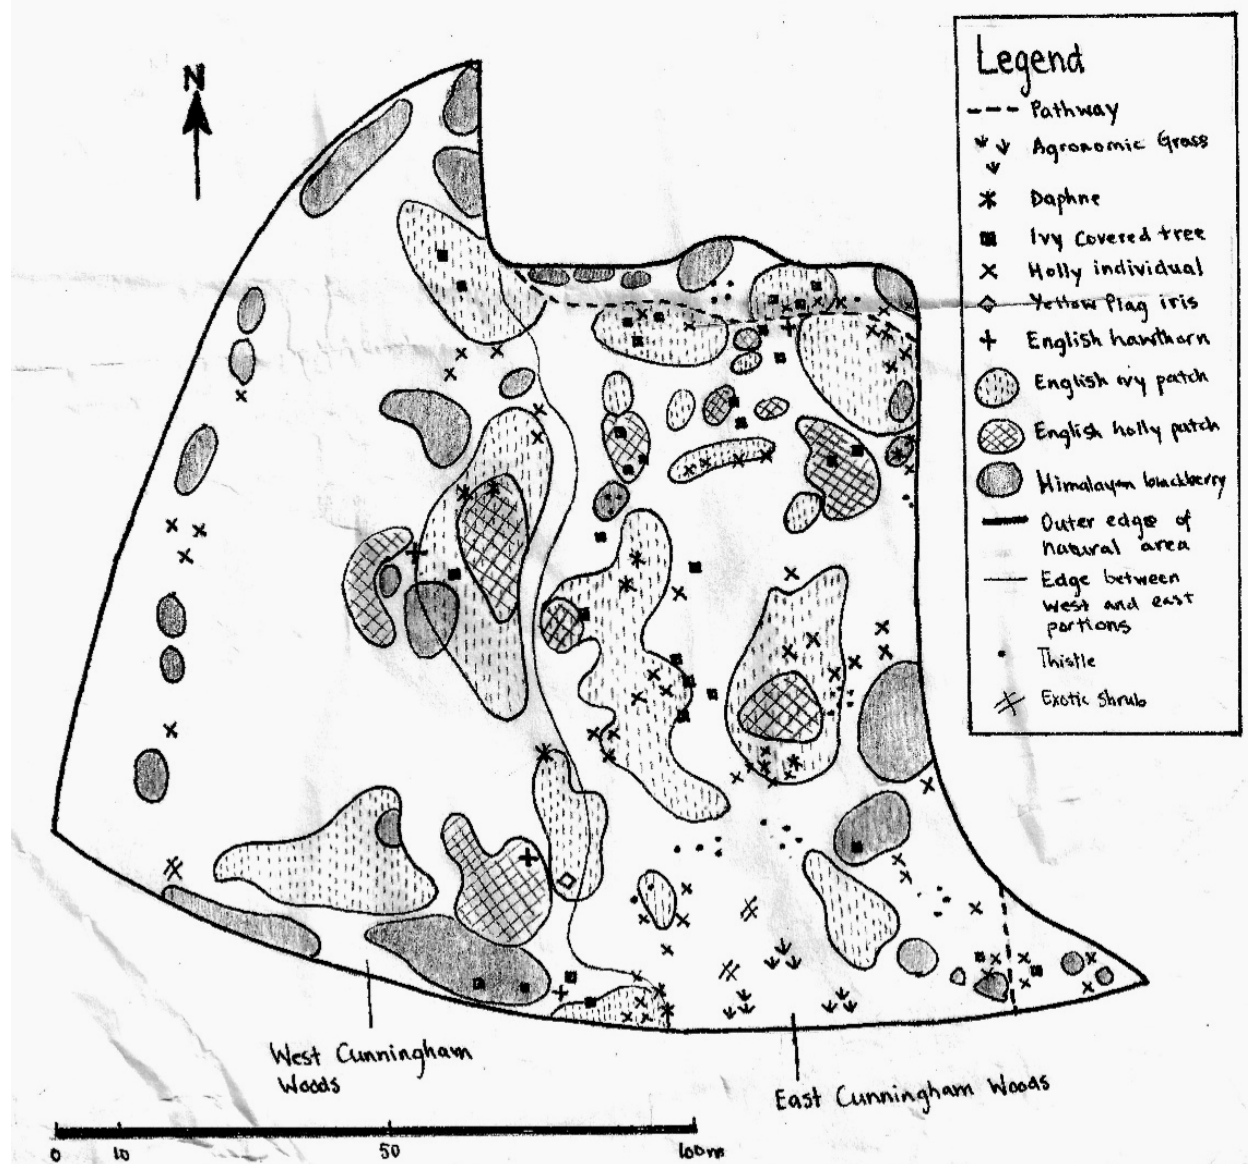 N
Legend
Pathway
Agronomic Grass
Daphne
Ivy Covered tree
Holly individual
Yellow Flag iris
English hawthorn
English ivy patch
English holly patch
Himalayan blackberry
Outer edge of
natural area
Edge between
west and east
portions
Thistle
Exotic Shrub
West Cunningham
Woods
East Cunningham Woods
0 10 50 100m